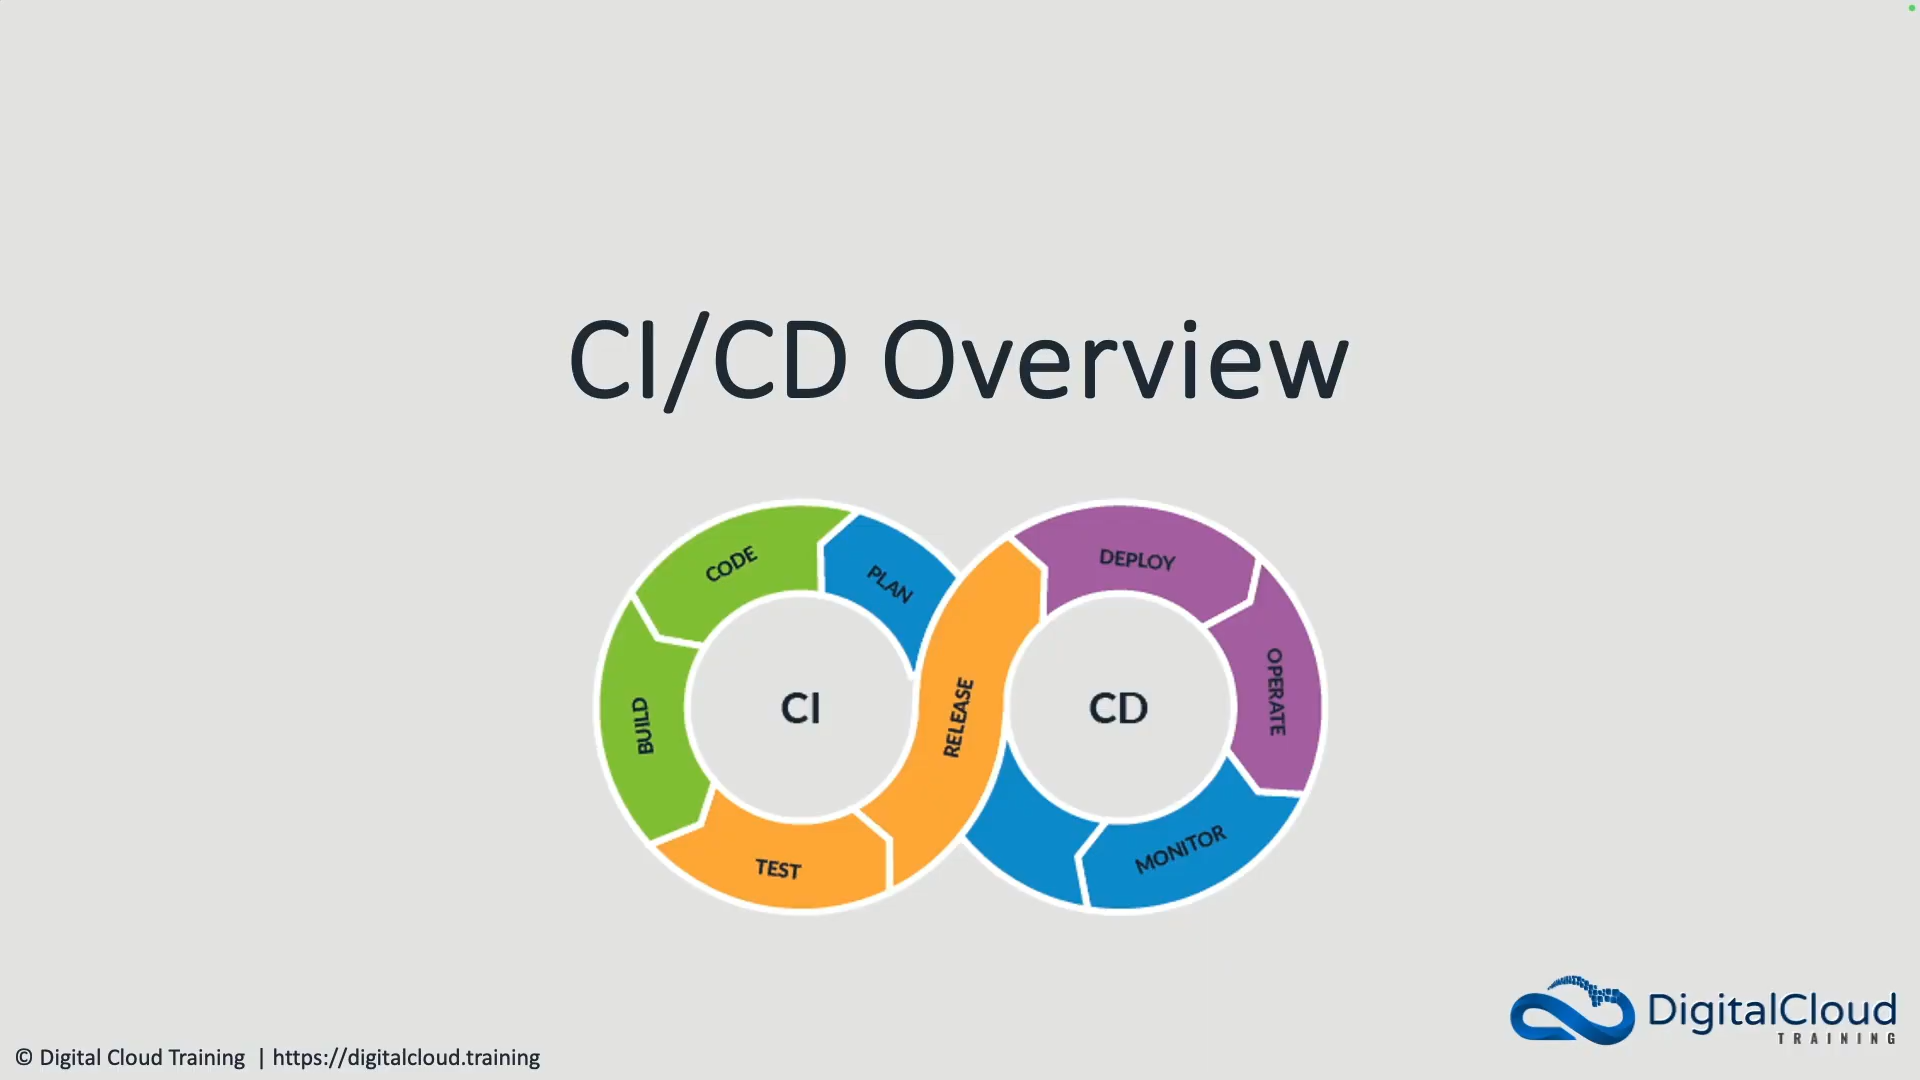 CI/CD Overview
CODE
PLAN
BUILD
CI
TEST
RELEASE
DEPLOY
OPERATE
CD
MONITOR
DigitalCloud
TRAINING
© Digital Cloud Training | https://digitalcloud.training